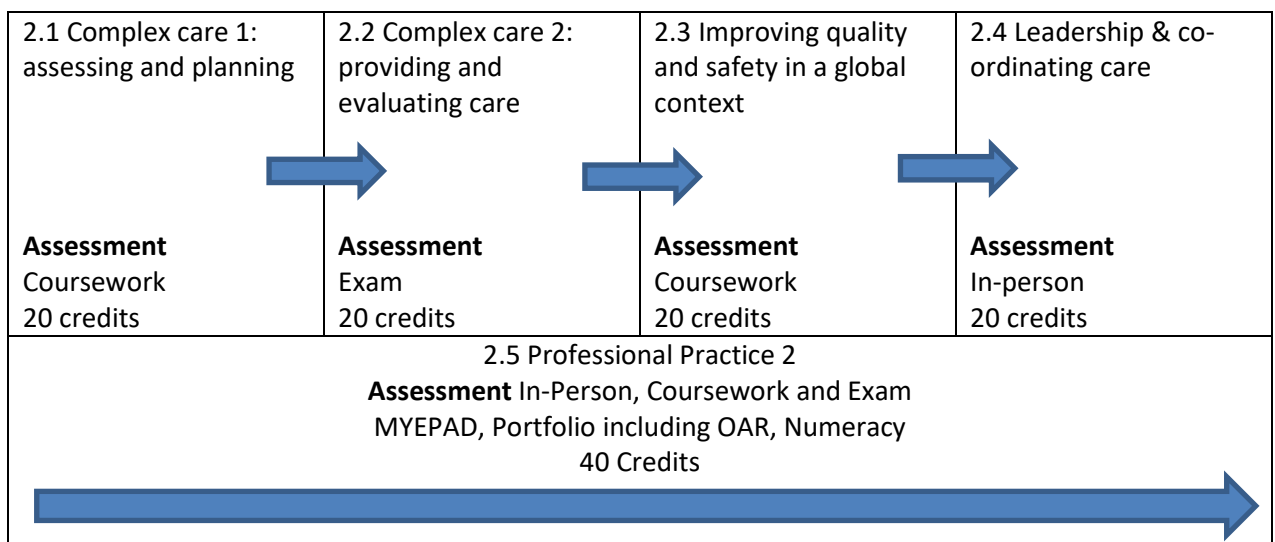 2.1 Complex care 1:
assessing and planning
Assessment
Coursework
20 credits
2.2 Complex care 2:
providing and
evaluating care
Assessment
Exam
20 credits
2.3 Improving quality
and safety in a global
context
Assessment
Coursework
20 credits
2.4 Leadership & co-
ordinating care
Assessment
In-person
20 credits
2.5 Professional Practice 2
Assessment In-Person, Coursework and Exam
MYEPAD, Portfolio including OAR, Numeracy
40 Credits